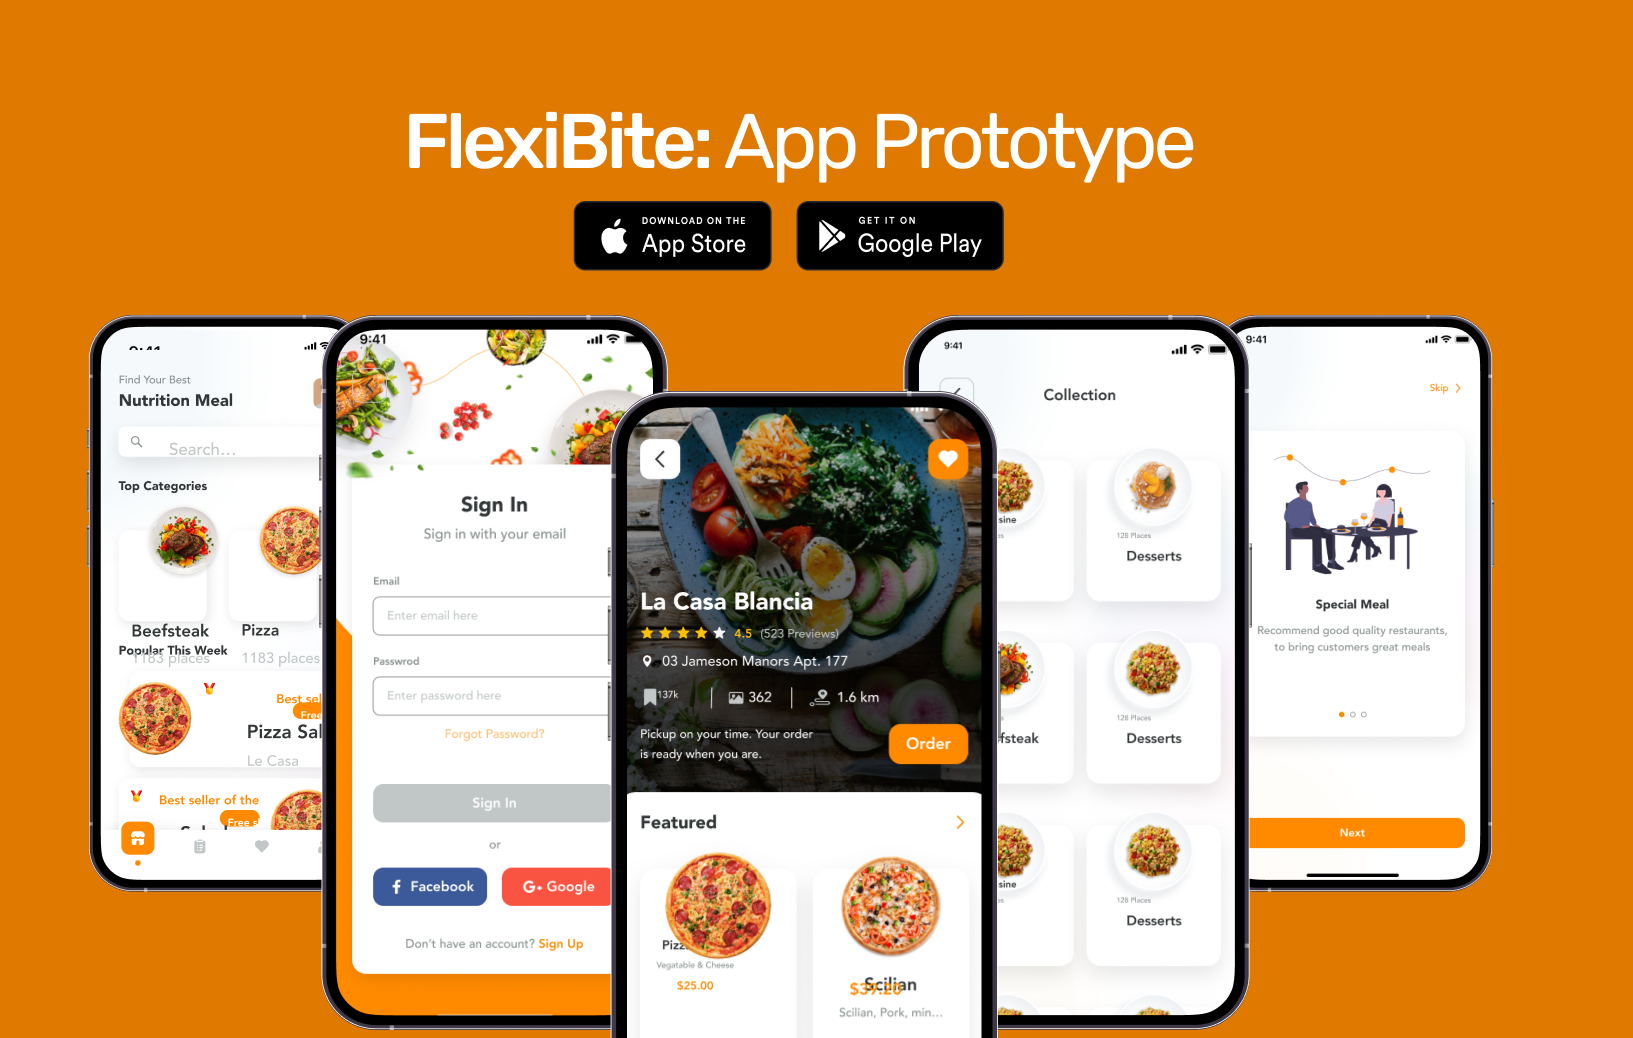 FlexiBite: App Prototype
DOWNLOAD ON THE
App Store
GET IT ON
Google Play
9:41
Find Your Best
Nutrition Meal
Search...
Top Categories
Beefsteak
1183 places
Pizza
1183 places
Popular This Week
Best sel
Free
Pizza Sal
Le Casa
Best seller of the
Free s
9:41
Sign In
Sign in with your email
Email
Enter email here
Passwrod
Enter password here
Forgot Password?
Sign In
or
Facebook
G+ Google
Don't have an account? Sign Up
La Casa Blancia
4.5 (523 Previews)
03 Jameson Manors Apt. 177
137k
362
1.6 km
Pickup on your time. Your order
is ready when you are.
Order
Featured
Pizz
Vegatable & Cheese
$25.00
Scilian
$39.20
Scilian, Pork, min...
9:41
Collection
sine
es
128 Places
Desserts
fsteak
128 Places
Desserts
sine
128 Places
Desserts
9:41
Skip
Special Meal
Recommend good quality restaurants,
to bring customers great meals
Next